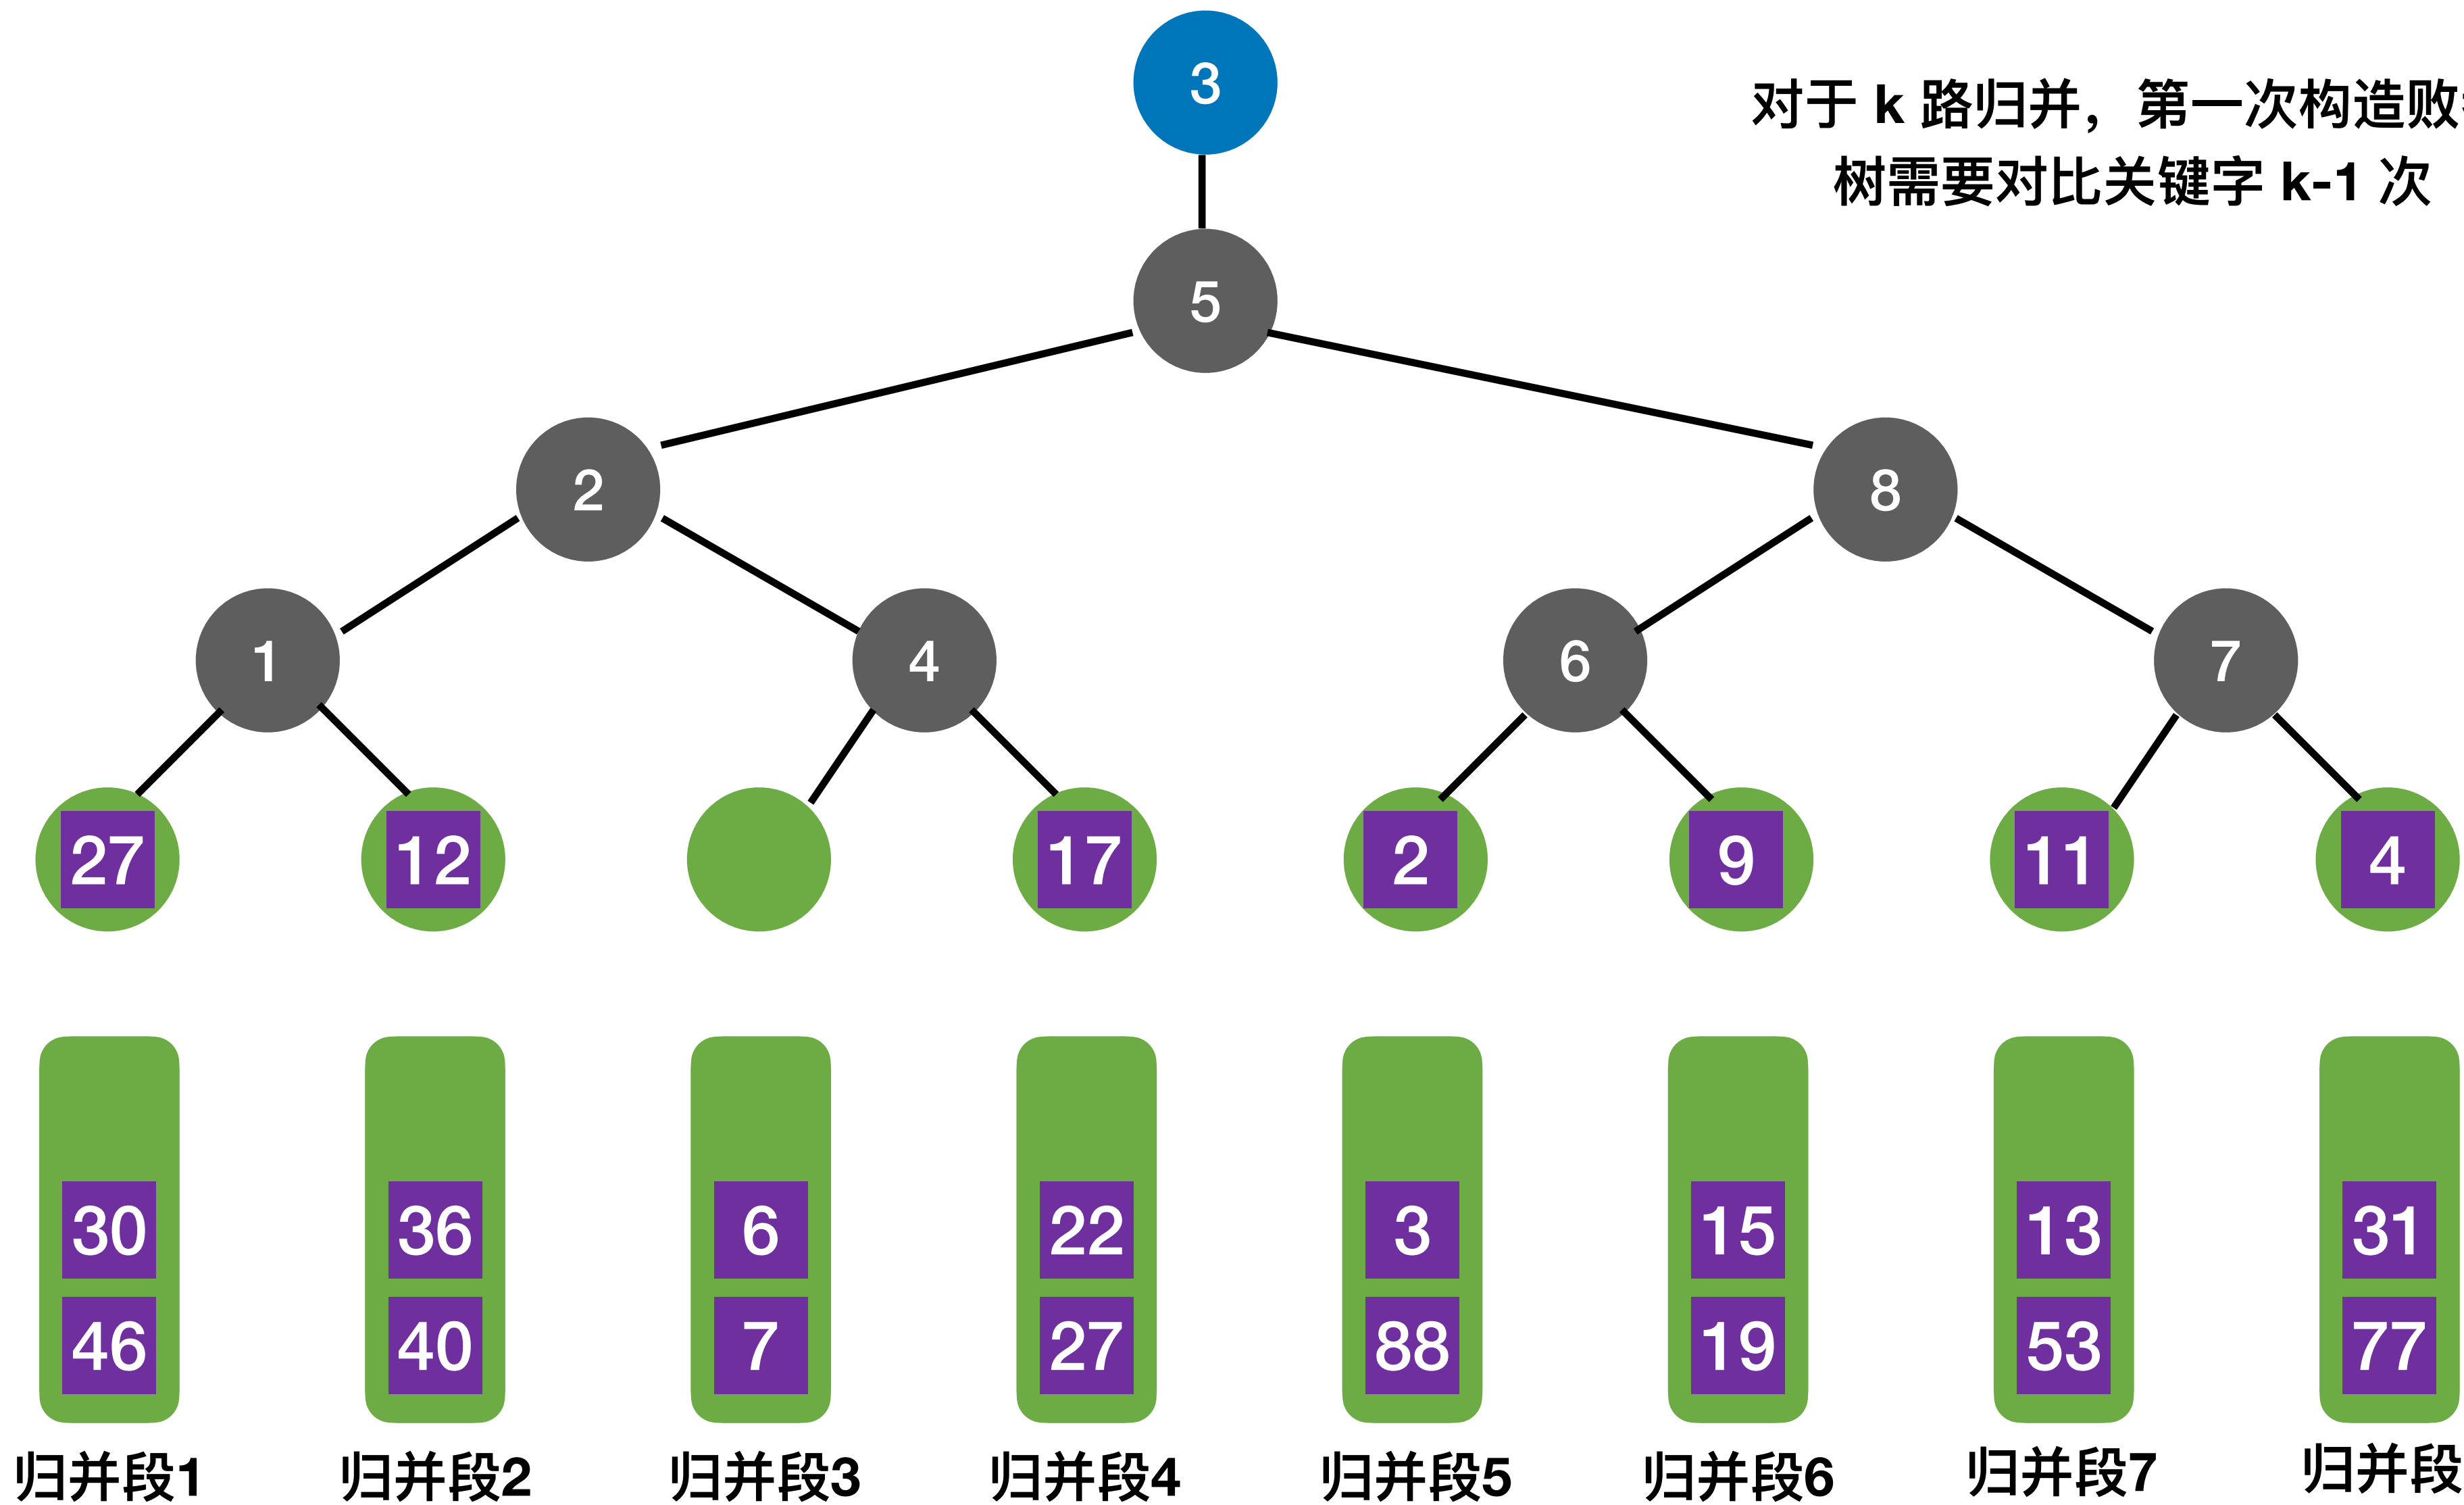 3
对于 k 路归并，第一次构造败
树需要对比关键字 k-1 次
5
2 8
1 4 6 7
27 12 17 2 9 11 4
30 36 6 22 3 15 13 31
46 40 7 27 88 19 53 77
归并段1 归并段2 归并段3 归并段4 归并段5 归并段6 归并段7 归并段